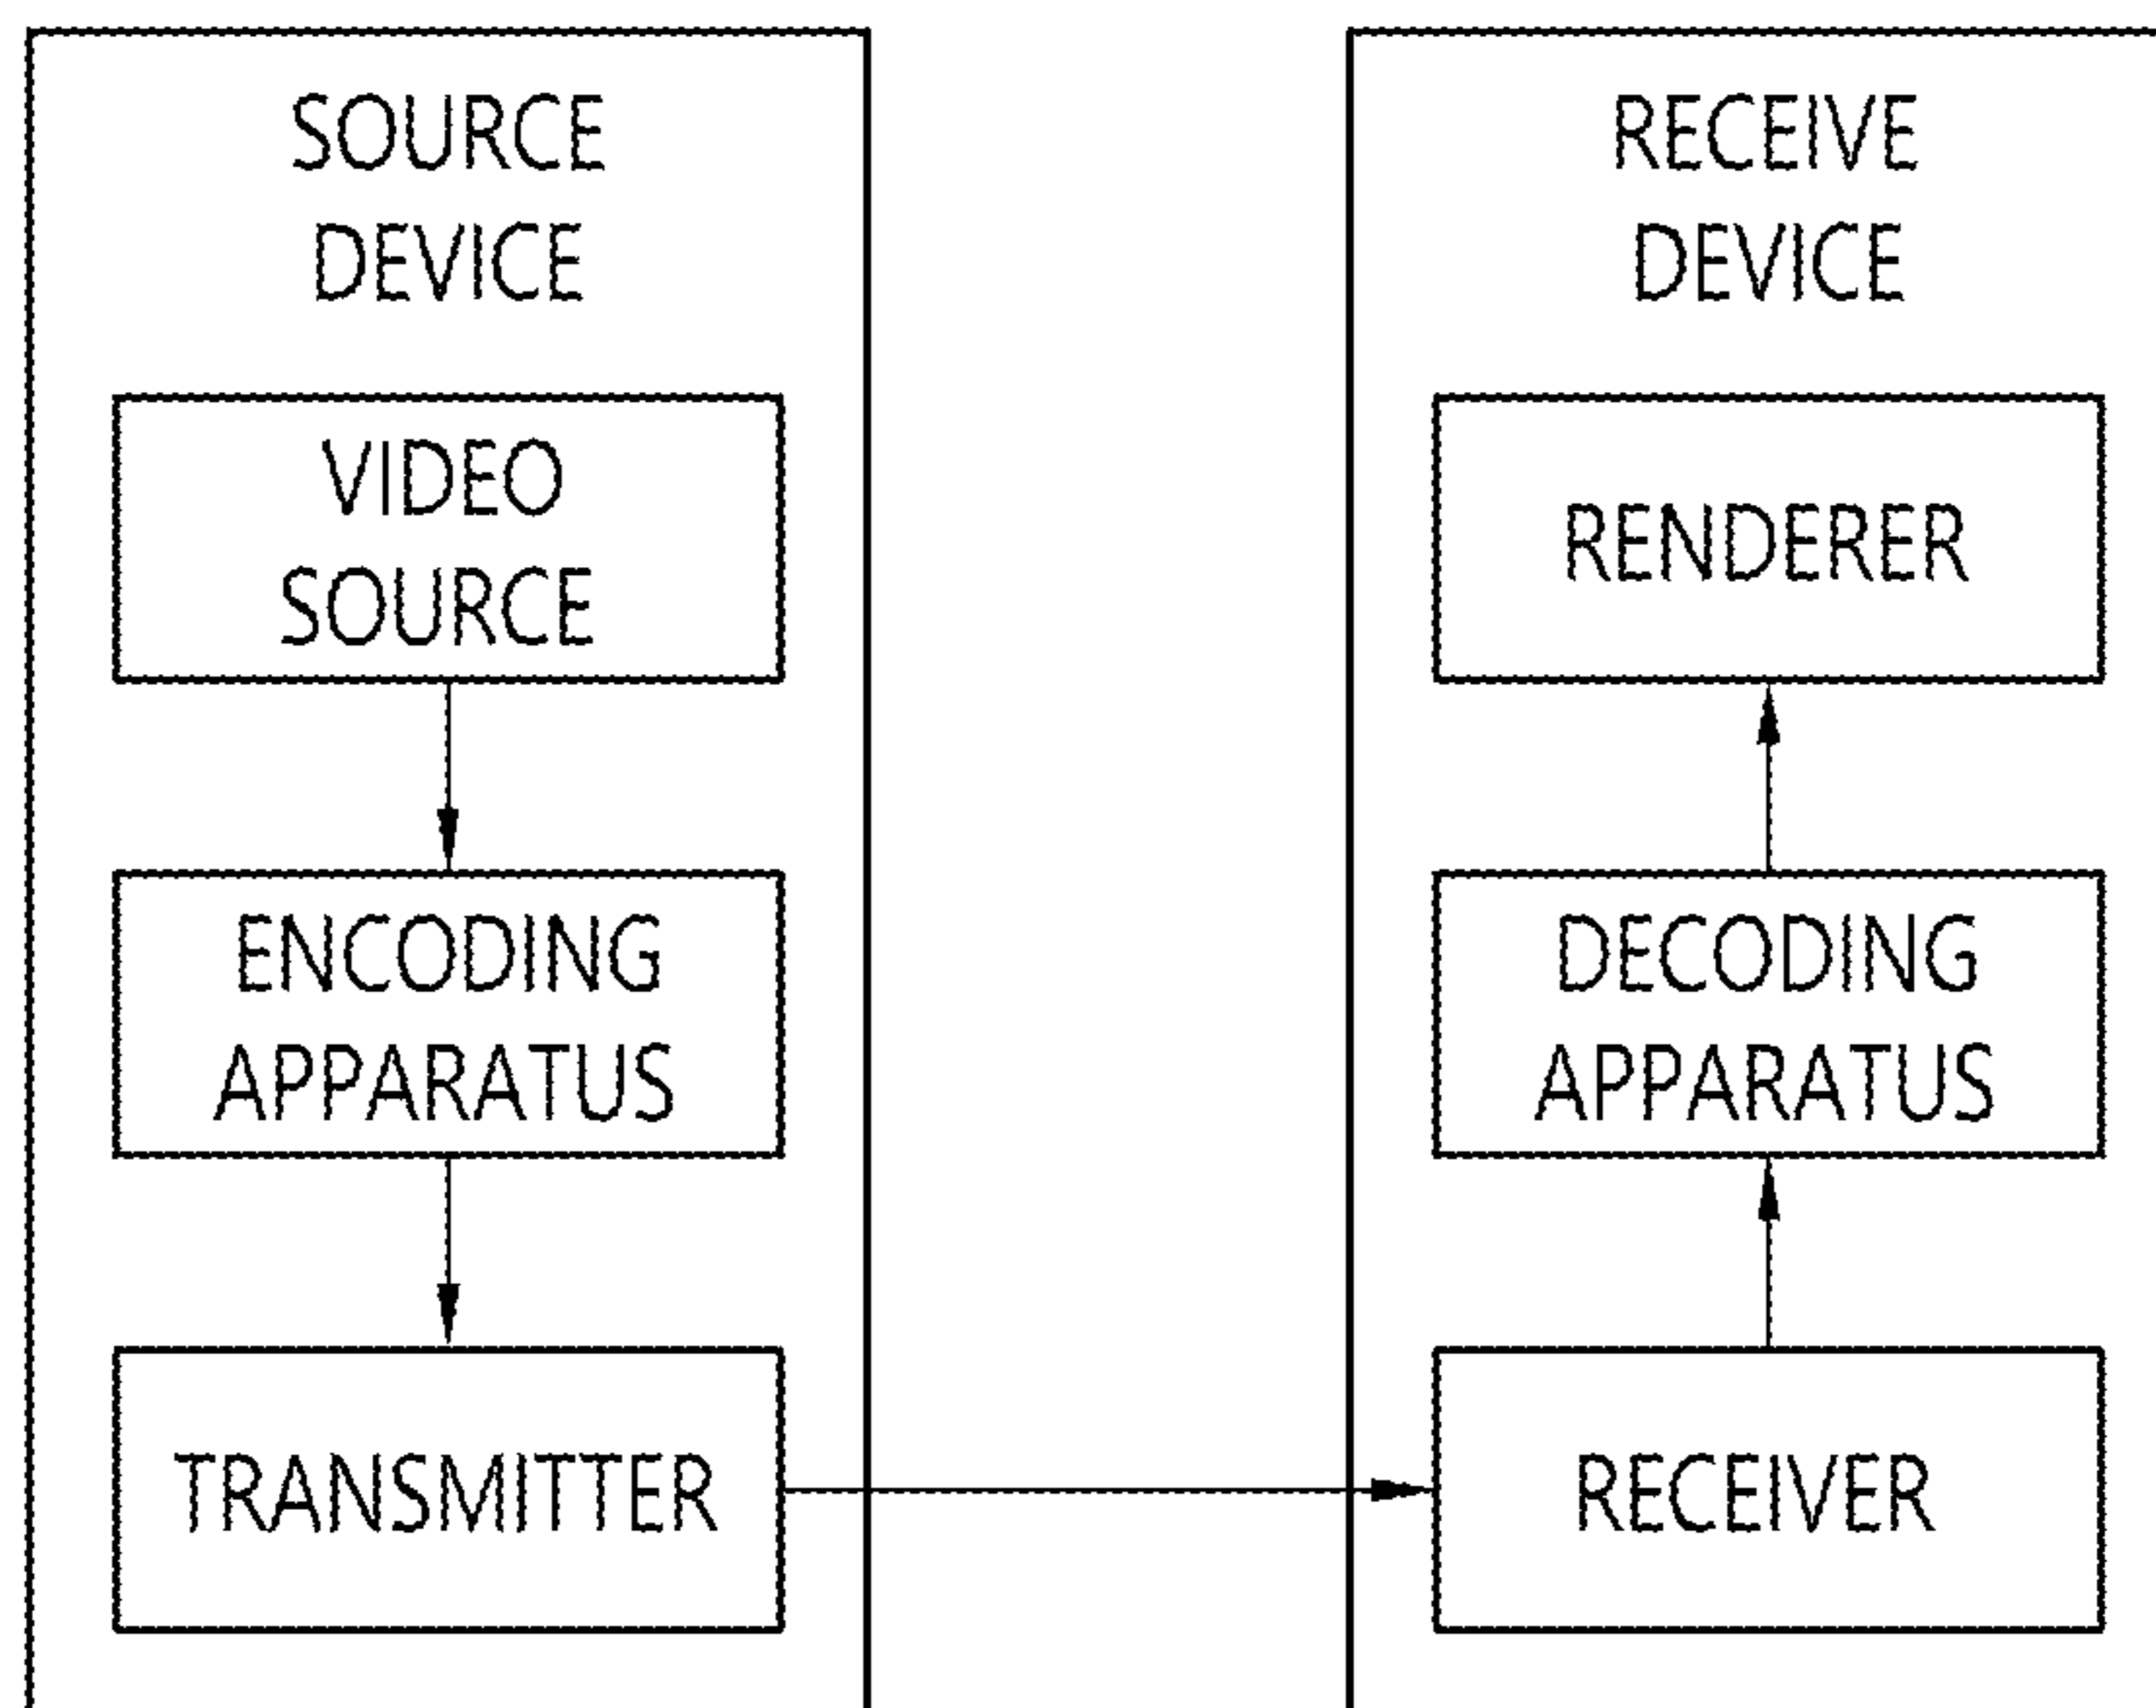 SOURCE
DEVICE
VIDEO
SOURCE
ENCODING
APPARATUS
TRANSMITTER
RECEIVE
DEVICE
RENDERER
DECODING
APPARATUS
RECEIVER